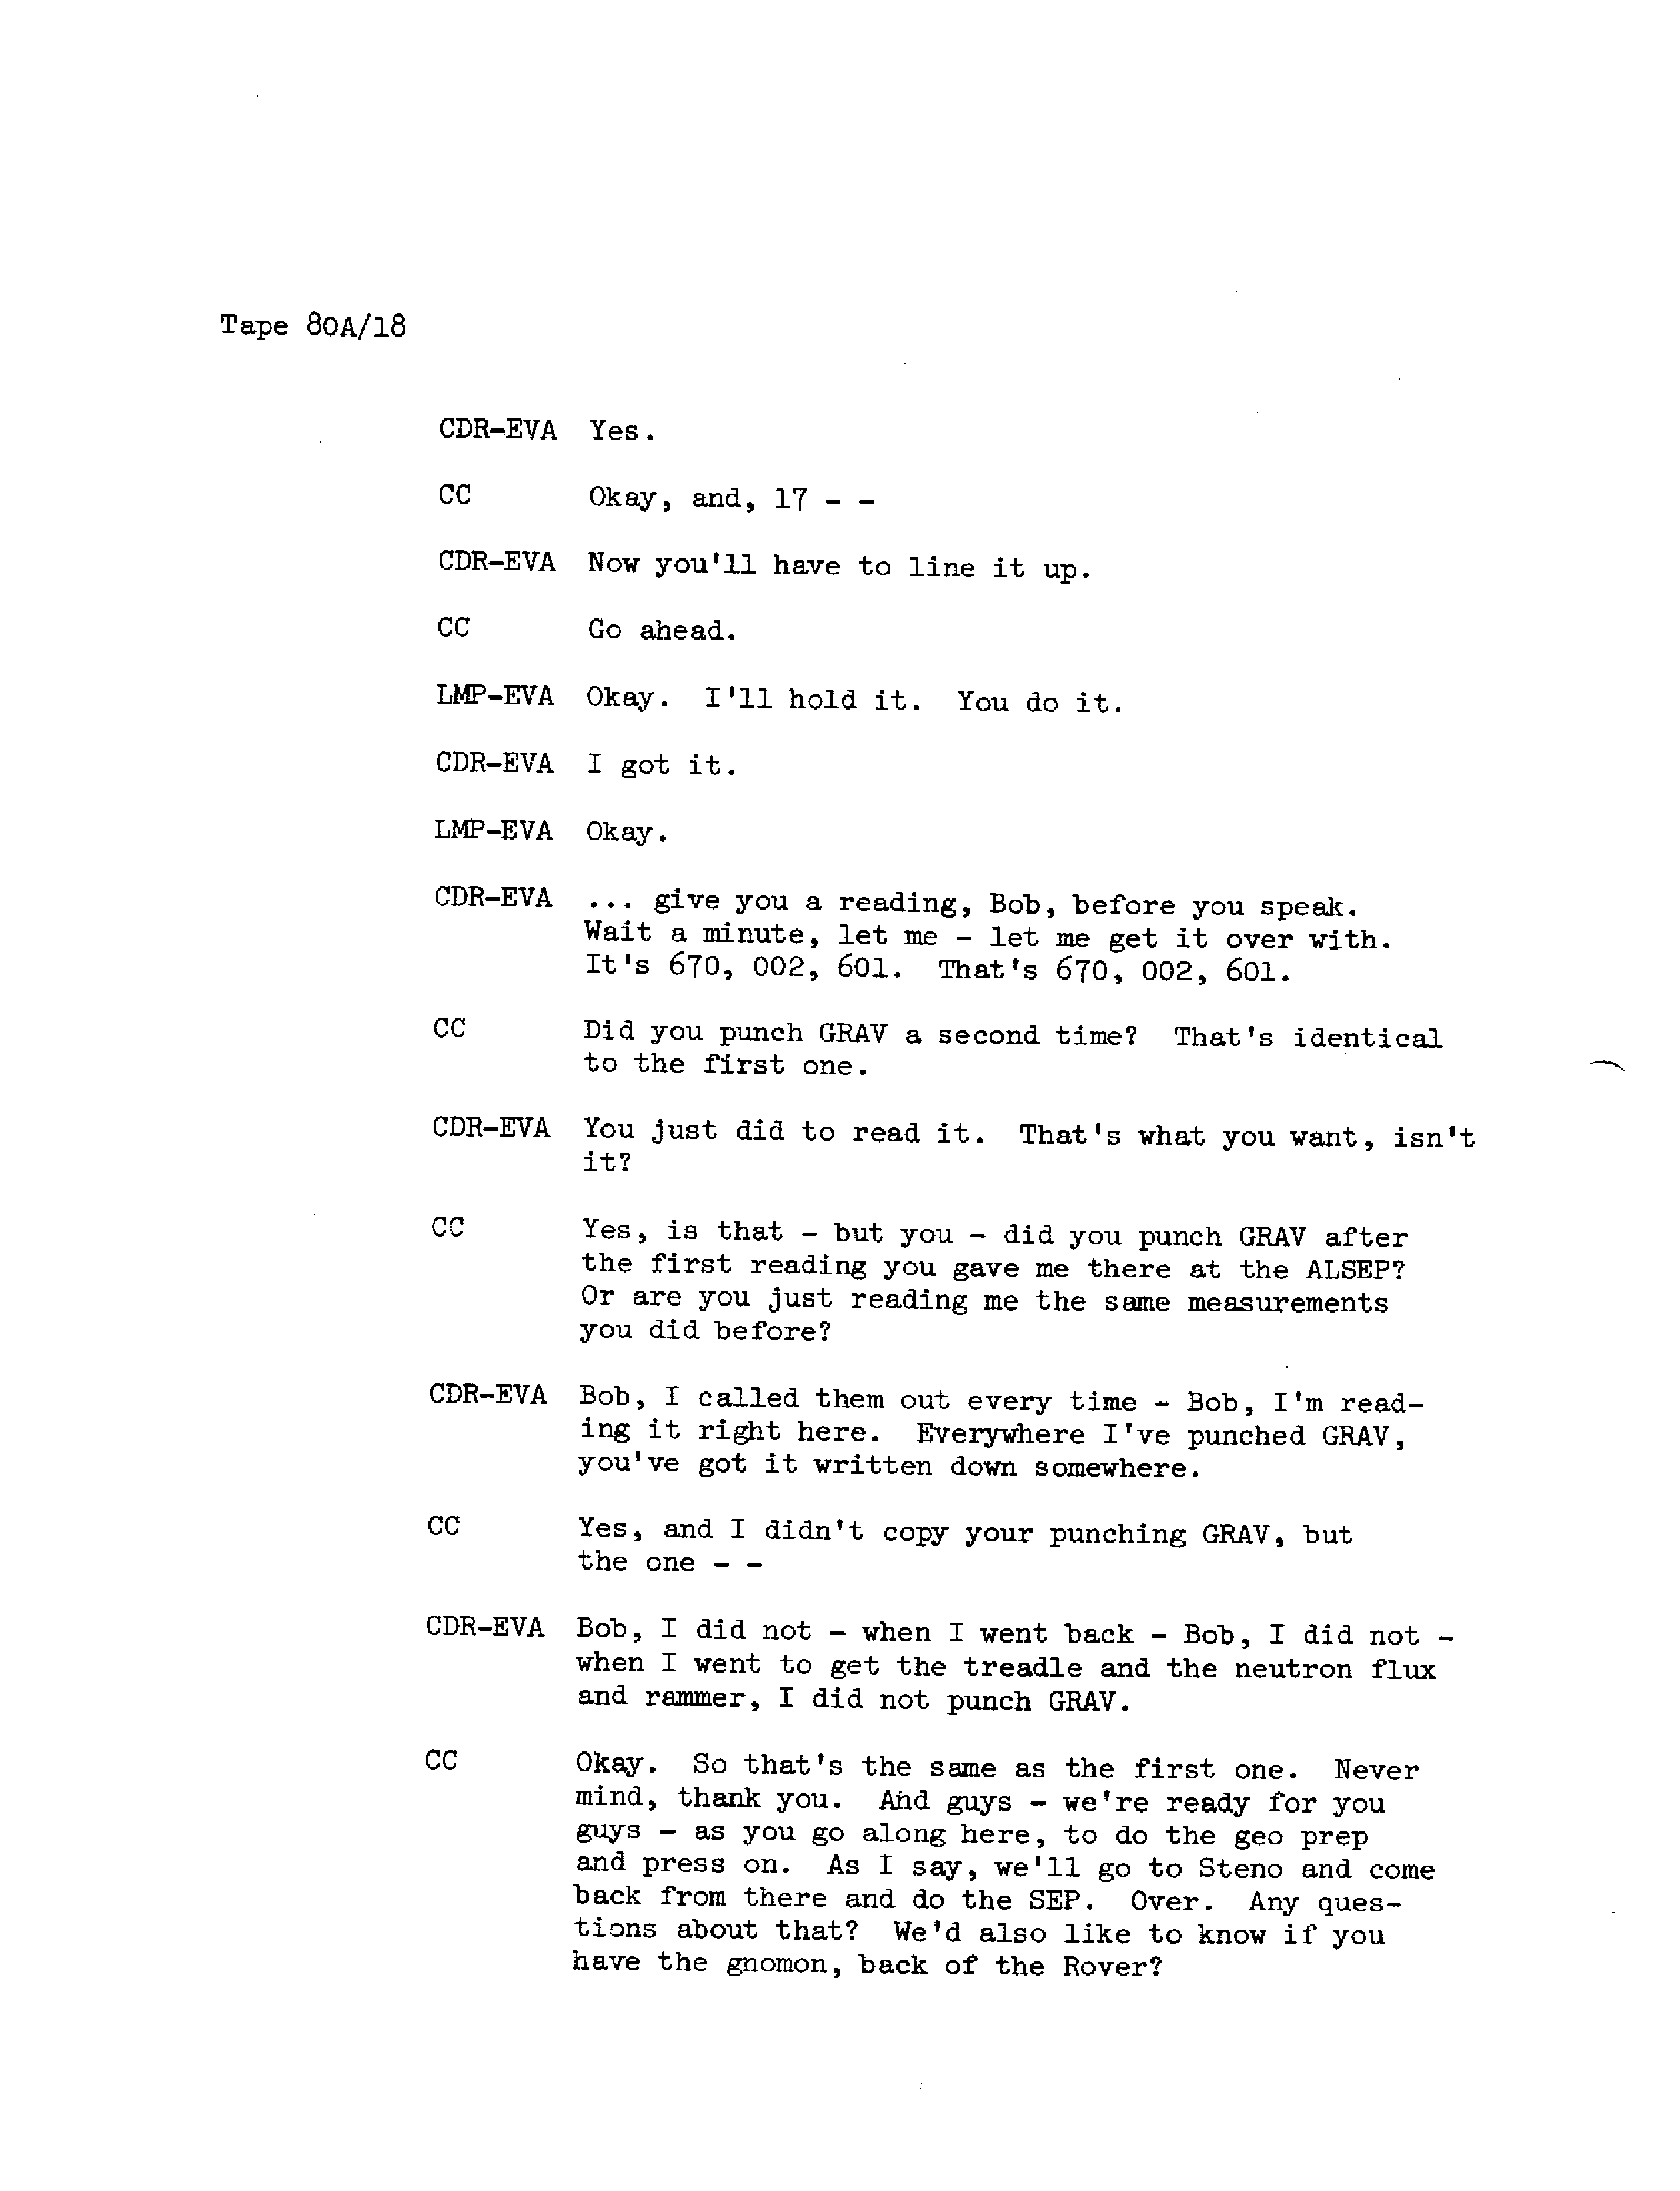 Tape 80A/18
CDR-EVA Yes.
CC Okay, and, 17 - -
CDR-EVA Now you'll have to line it up.
CC Go ahead.
LMP-EVA Okay. I'll hold it. You do it.
CDR-EVA I got it.
LMP-EVA Okay.
CDR-EVA ... give you a reading, Bob, before you speak.
Wait a minute, let me - let me get it over with.
It's 670, 002, 601. That's 670, 002, 601.
CC Did you punch GRAV a second time? That's identical
to the first one.
CDR-EVA You just did to read it. That's what you want, isn't
it?
CC Yes, is that - but you - did you punch GRAV after
the first reading you gave me there at the ALSEP?
Or are you just reading me the same measurements
you did before?
CDR-EVA Bob, I called them out every time - Bob, I'm read-
ing it right here. Everywhere I've punched GRAV,
you've got it written down somewhere.
CC Yes, and I didn't copy your punching GRAV, but
the one - -
CDR-EVA Bob, I did not - when I went back - Bob, I did not -
when I went to get the treadle and the neutron flux
and rammer, I did not punch GRAV.
CC Okay. So that's the same as the first one. Never
mind, thank you. And guys - we're ready for you
guys - as you go along here, to do the geo prep
and press on. As I say, we'll go to Steno and come
back from there and do the SEP. Over. Any ques-
tions about that? We'd also like to know if you
have the gnomon, back of the Rover?